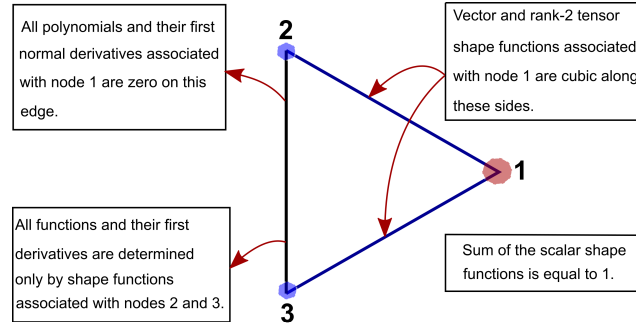 All polynomials and their first
normal derivatives associated
with node 1 are zero on this
edge.
2
Vector and rank-2 tensor
shape functions associated
with node 1 are cubic along
these sides.
1
All functions and their first
derivatives are determined
only by shape functions
associated with nodes 2 and 3.
3
Sum of the scalar shape
functions is equal to 1.